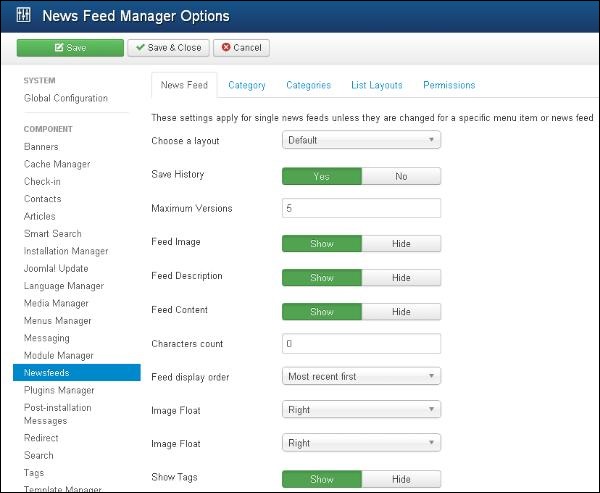 News Feed Manager Options
Save
Save & Close
Cancel
SYSTEM
Global Configuration
COMPONENT
Banners
Cache Manager
Check-in
Contacts
Articles
Smart Search
Installation Manager
Joomla! Update
Language Manager
Media Manager
Menus Manager
Messaging
Module Manager
Newsfeeds
Plugins Manager
Post-installation
Messages
Redirect
Search
Tags
Template Manager
News Feed Category Categories List Layouts Permissions
These settings apply for single news feeds unless they are changed for a specific menu item or news feed
Choose a layout Default
Save History Yes No
Maximum Versions 5
Feed Image Show Hide
Feed Description Show Hide
Feed Content Show Hide
Characters count 0
Feed display order Most recent first
Image Float Right
Image Float Right
Show Tags Show Hide